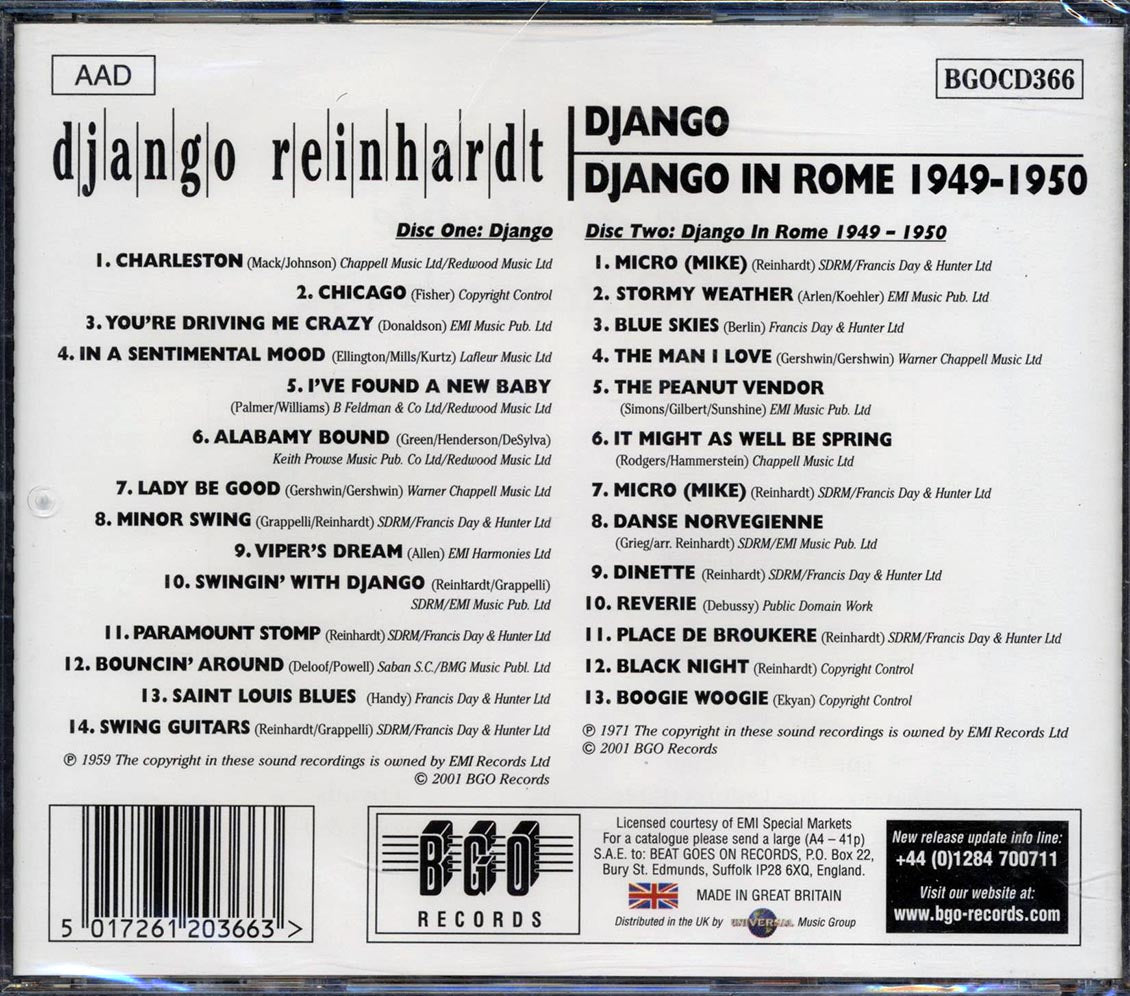 AAD
BGOCD366
django reinhardt
DJANGO
DJANGO IN ROME 1949-1950
Disc One: Django
1. CHARLESTON (Mack/Johnson) Chappell Music Ltd/Redwood Music Ltd
2. CHICAGO (Fisher) Copyright Control
3. YOU'RE DRIVING ME CRAZY (Donaldson) EMI Music Pub. Ltd
4. IN A SENTIMENTAL MOOD (Ellington/Mills/Kurtz) Lafleur Music Ltd
5. I'VE FOUND A NEW BABY
(Palmer/Williams) B Feldman & Co Ltd/Redwood Music Ltd
6. ALABAMY BOUND (Green/Henderson/DeSylva)
Keith Prowse Music Pub. Co Ltd/Redwood Music Ltd
7. LADY BE GOOD (Gershwin/Gershwin) Warner Chappell Music Ltd
8. MINOR SWING (Grappelli/Reinhardt) SDRM/Francis Day & Hunter Ltd
9. VIPER'S DREAM (Allen) EMI Harmonies Ltd
10. SWINGIN' WITH DJANGO (Reinhardt/Grappelli)
SDRM/EMI Music Pub. Ltd
11. PARAMOUNT STOMP (Reinhardt) SDRM/Francis Day & Hunter Ltd
12. BOUNCIN' AROUND (Deloof/Powell) Saban S.C./BMG Music Publ. Ltd
13. SAINT LOUIS BLUES (Handy) Francis Day & Hunter Ltd
14. SWING GUITARS (Reinhardt/Grappelli) SDRM/Francis Day & Hunter Ltd
℗ 1959 The copyright in these sound recordings is owned by EMI Records Ltd
© 2001 BGO Records
Disc Two: Django In Rome 1949 – 1950
1. MICRO (MIKE) (Reinhardt) SDRM/Francis Day & Hunter Ltd
2. STORMY WEATHER (Arlen/Koehler) EMI Music Pub. Ltd
3. BLUE SKIES (Berlin) Francis Day & Hunter Ltd
4. THE MAN I LOVE (Gershwin/Gershwin) Warner Chappell Music Ltd
5. THE PEANUT VENDOR
(Simons/Gilbert/Sunshine) EMI Music Pub. Ltd
6. IT MIGHT AS WELL BE SPRING
(Rodgers/Hammerstein) Chappell Music Ltd
7. MICRO (MIKE) (Reinhardt) SDRM/Francis Day & Hunter Ltd
8. DANSE NORVEGIENNE
(Grieg/arr. Reinhardt) SDRM/EMI Music Pub. Ltd
9. DINETTE (Reinhardt) SDRM/Francis Day & Hunter Ltd
10. REVERIE (Debussy) Public Domain Work
11. PLACE DE BROUKERE (Reinhardt) SDRM/Francis Day & Hunter Ltd
12. BLACK NIGHT (Reinhardt) Copyright Control
13. BOOGIE WOOGIE (Ekyan) Copyright Control
℗ 1971 The copyright in these sound recordings is owned by EMI Records Ltd
© 2001 BGO Records
5 017261 203663 >
BGO
RECORDS
Licensed courtesy of EMI Special Markets
For a catalogue please send a large (A4 – 41p)
S.A.E. to: BEAT GOES ON RECORDS, P.O. Box 22,
Bury St. Edmunds, Suffolk IP28 6XQ, England.
MADE IN GREAT BRITAIN
Distributed in the UK by UNIVERSAL Music Group
New release update info line:
+44 (0)1284 700711
Visit our website at:
www.bgo-records.com